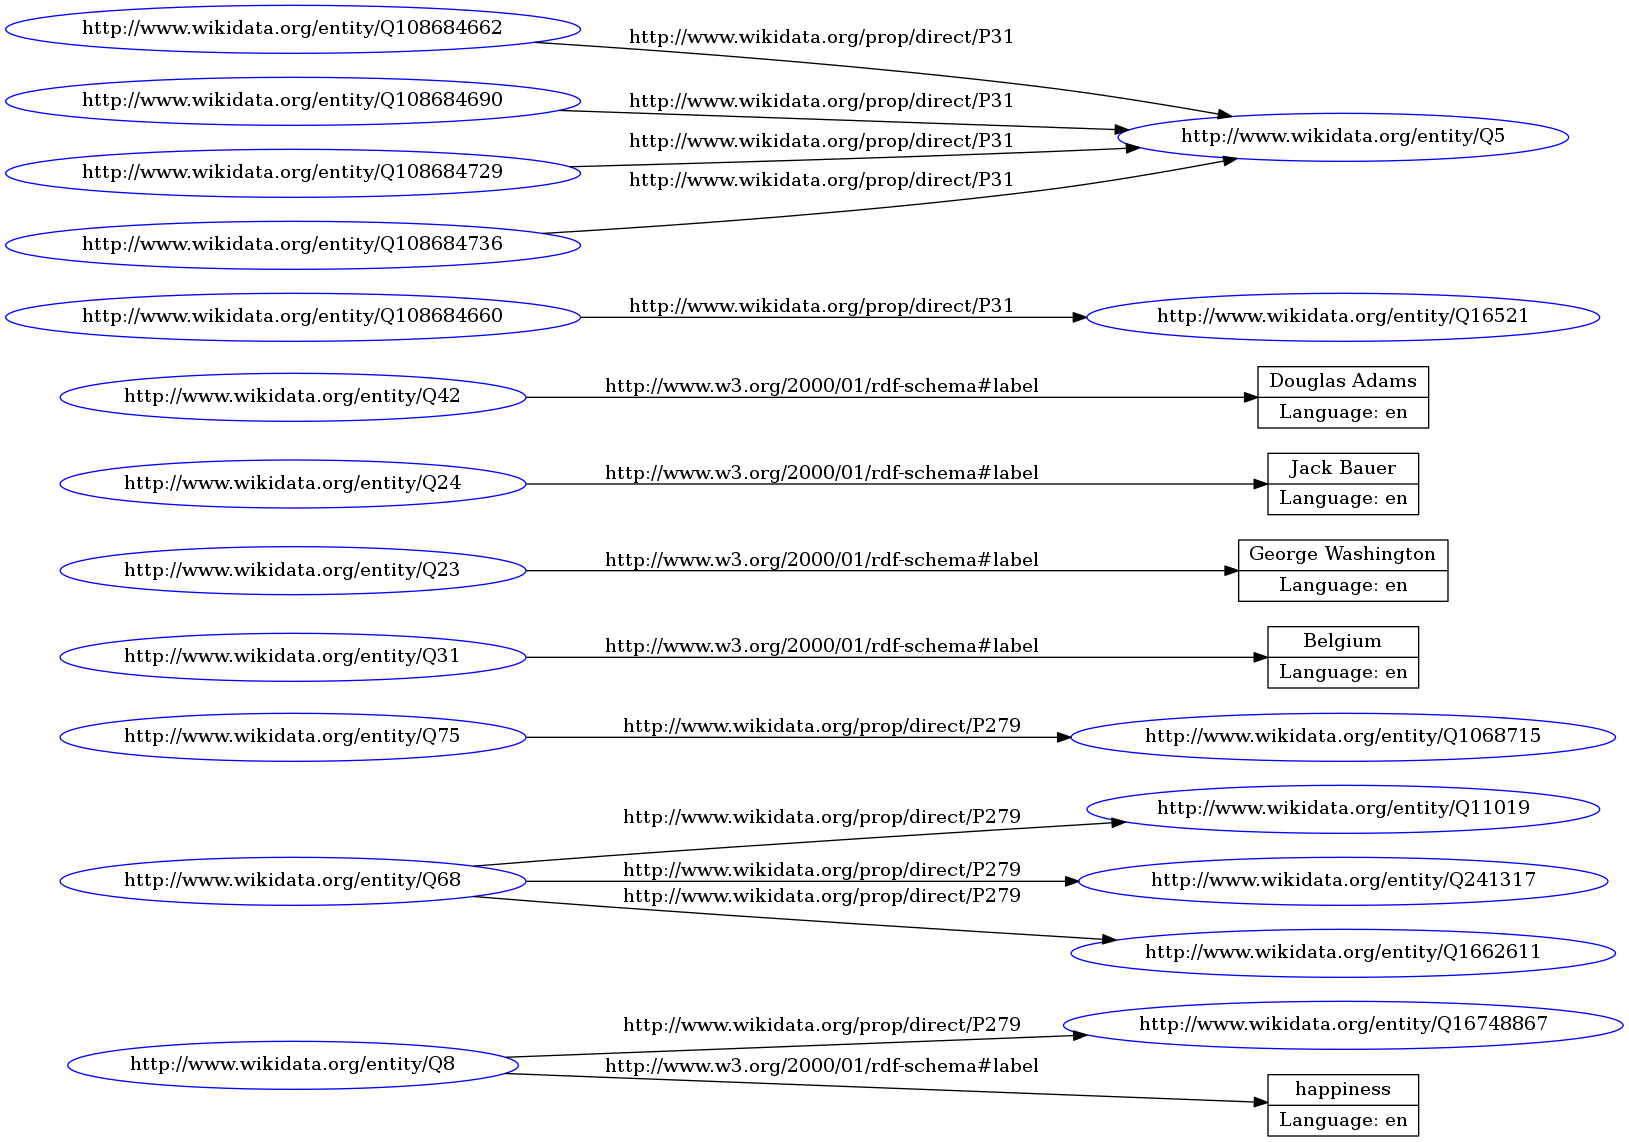 http://www.wikidata.org/entity/Q108684662
http://www.wikidata.org/prop/direct/P31
http://www.wikidata.org/entity/Q108684690
http://www.wikidata.org/prop/direct/P31
http://www.wikidata.org/entity/Q5
http://www.wikidata.org/prop/direct/P31
http://www.wikidata.org/entity/Q108684729
http://www.wikidata.org/prop/direct/P31
http://www.wikidata.org/entity/Q108684736
http://www.wikidata.org/entity/Q108684660
http://www.wikidata.org/prop/direct/P31
http://www.wikidata.org/entity/Q16521
http://www.wikidata.org/entity/Q42
http://www.w3.org/2000/01/rdf-schema#label
Douglas Adams
Language: en
http://www.wikidata.org/entity/Q24
http://www.w3.org/2000/01/rdf-schema#label
Jack Bauer
Language: en
http://www.wikidata.org/entity/Q23
http://www.w3.org/2000/01/rdf-schema#label
George Washington
Language: en
http://www.wikidata.org/entity/Q31
http://www.w3.org/2000/01/rdf-schema#label
Belgium
Language: en
http://www.wikidata.org/entity/Q75
http://www.wikidata.org/prop/direct/P279
http://www.wikidata.org/entity/Q1068715
http://www.wikidata.org/prop/direct/P279
http://www.wikidata.org/entity/Q11019
http://www.wikidata.org/entity/Q68
http://www.wikidata.org/prop/direct/P279
http://www.wikidata.org/entity/Q241317
http://www.wikidata.org/prop/direct/P279
http://www.wikidata.org/entity/Q1662611
http://www.wikidata.org/prop/direct/P279
http://www.wikidata.org/entity/Q16748867
http://www.wikidata.org/entity/Q8
http://www.w3.org/2000/01/rdf-schema#label
happiness
Language: en